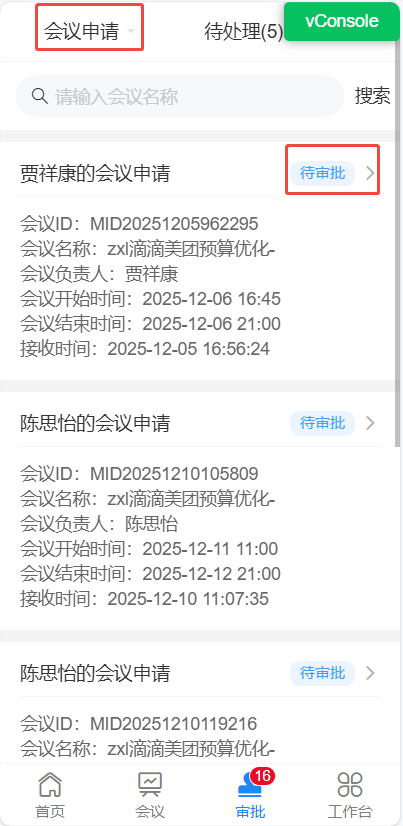 会议申请
待处理(5)
vConsole
请输入会议名称
搜索
贾祥康的会议申请
待审批
会议ID：MID20251205962295
会议名称：zxl滴滴美团预算优化-
会议负责人：贾祥康
会议开始时间：2025-12-06 16:45
会议结束时间：2025-12-06 21:00
接收时间：2025-12-05 16:56:24
陈思怡的会议申请
待审批
会议ID：MID20251210105809
会议名称：zxl滴滴美团预算优化-
会议负责人：陈思怡
会议开始时间：2025-12-11 11:00
会议结束时间：2025-12-12 21:00
接收时间：2025-12-10 11:07:35
陈思怡的会议申请
待审批
会议ID：MID20251210119216
会议名称：zxl滴滴美团预算优化-
16
首页
会议
审批
工作台